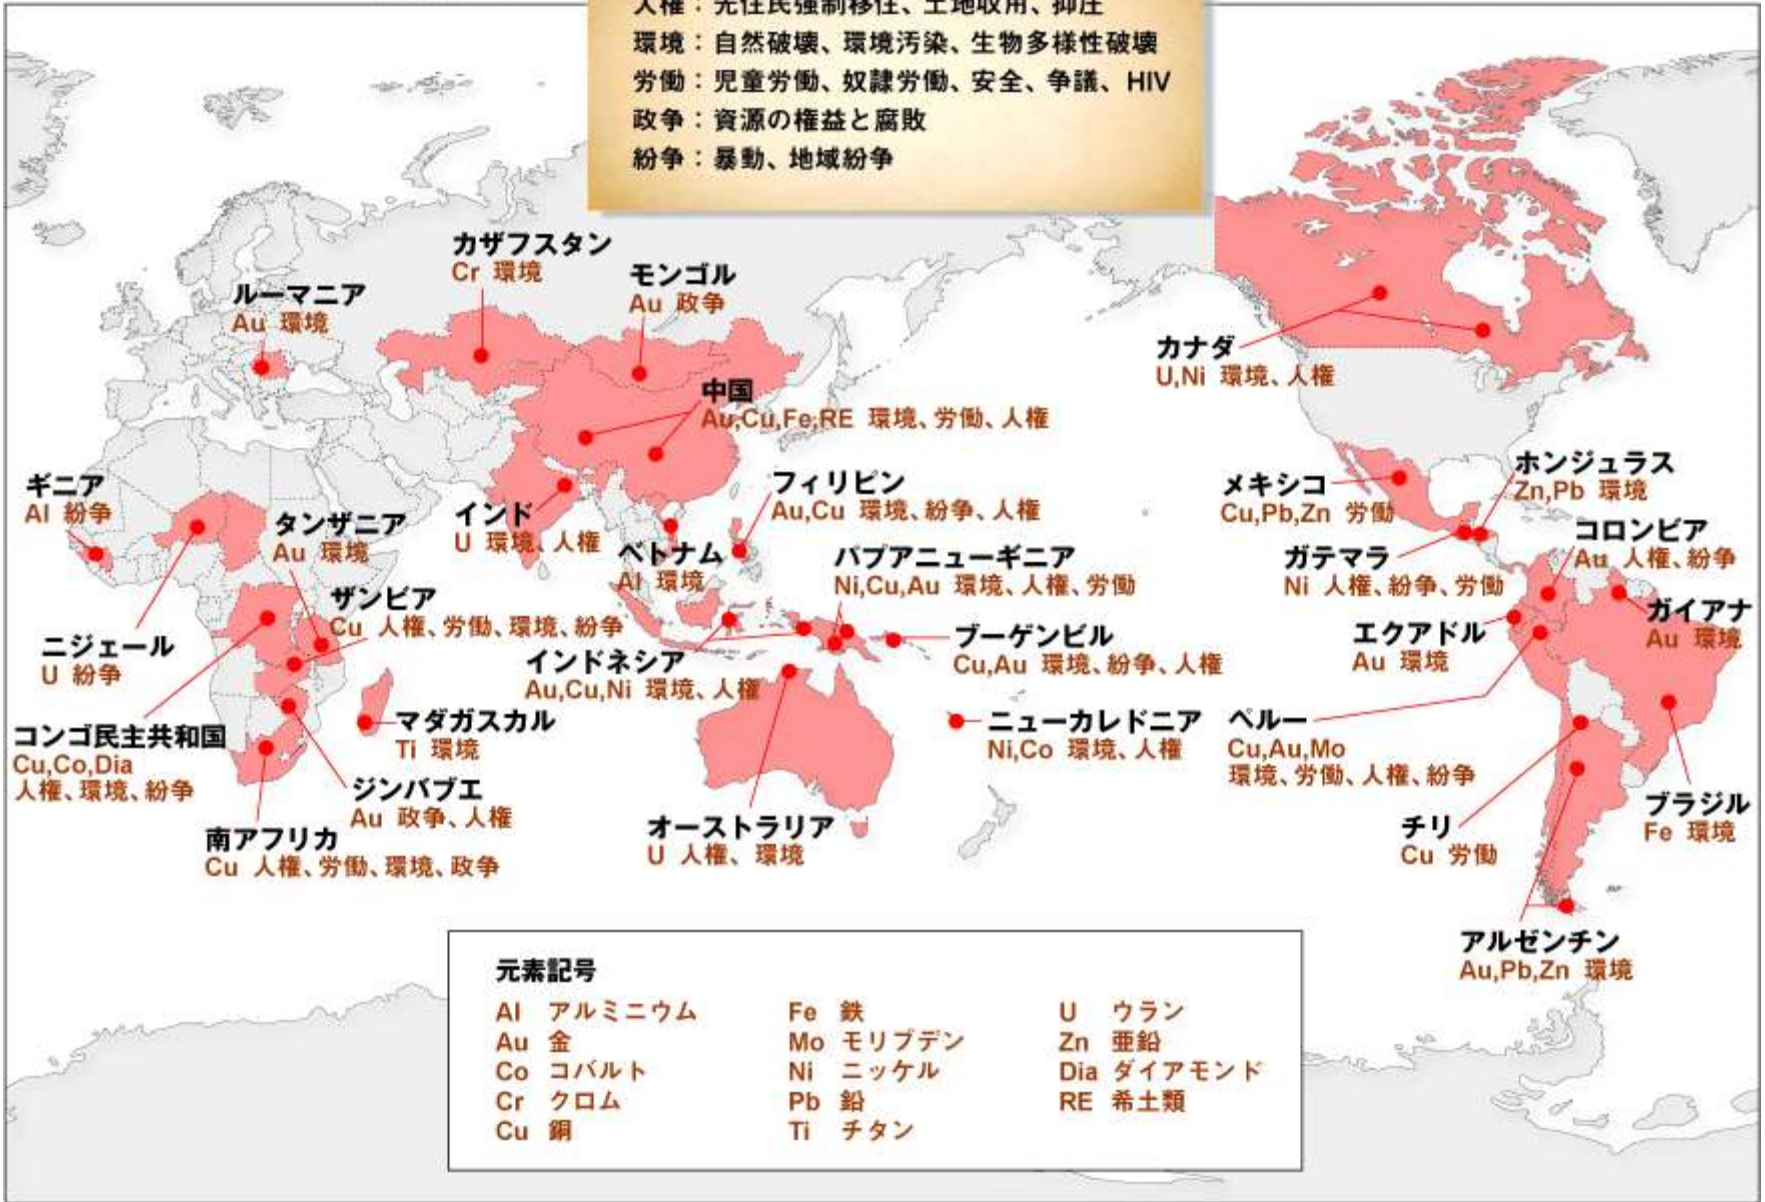 人権：先住民強制移住、土地収用、抑圧
環境：自然破壊、環境汚染、生物多様性破壊
労働：児童労働、奴隷労働、安全、争議、HIV
政争：資源の権益と腐敗
紛争：暴動、地域紛争
カザフスタン
Cr 環境
モンゴル
Au 政争
ルーマニア
Au 環境
中国
Au,Cu,Fe,RE 環境、労働、人権
カナダ
U,Ni 環境、人権
ギニア
Al 紛争
タンザニア
Au 環境
インド
U 環境、人権
フィリピン
Au,Cu 環境、紛争、人権
ベトナム
Al 環境
パプアニューギニア
Ni,Cu,Au 環境、人権、労働
メキシコ
Cu,Pb,Zn 労働
ホンジュラス
Zn,Pb 環境
ガテマラ
Ni 人権、紛争、労働
コロンビア
Au 人権、紛争
ザンビア
Cu 人権、労働、環境、紛争
ニジェール
U 紛争
インドネシア
Au,Cu,Ni 環境、人権
ブーゲンビル
Cu,Au 環境、紛争、人権
エクアドル
Au 環境
ガイアナ
Au 環境
コンゴ民主共和国
Cu,Co,Dia
人権、環境、紛争
マダガスカル
Ti 環境
ニューカレドニア
Ni,Co 環境、人権
ペルー
Cu,Au,Mo
環境、労働、人権、紛争
ジンバブエ
Au 政争、人権
南アフリカ
Cu 人権、労働、環境、政争
オーストラリア
U 人権、環境
チリ
Cu 労働
ブラジル
Fe 環境
アルゼンチン
Au,Pb,Zn 環境
元素記号
Al アルミニウム
Au 金
Co コバルト
Cr クロム
Cu 銅
Fe 鉄
Mo モリブデン
Ni ニッケル
Pb 鉛
Ti チタン
U ウラン
Zn 亜鉛
Dia ダイアモンド
RE 希土類